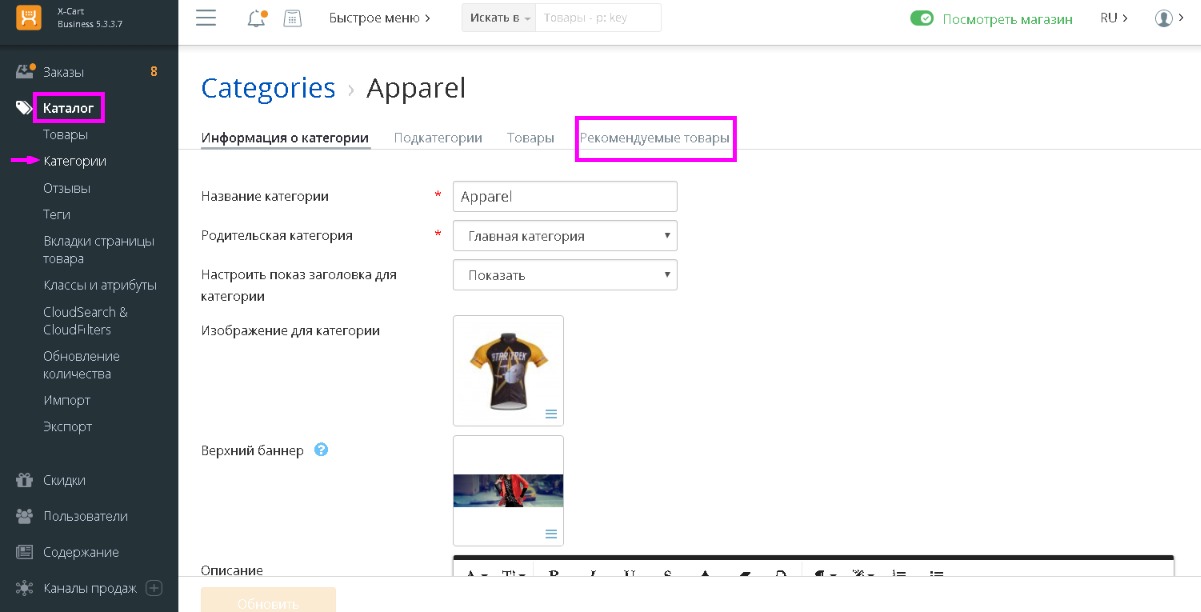 X-Cart
Business 5.3.3.7
Быстрое меню
Искать в
Товары - p: key
Посмотреть магазин
RU
Заказы
8
Каталог
Товары
Категории
Отзывы
Теги
Вкладки страницы
товара
Классы и атрибуты
CloudSearch &
CloudFilters
Обновление
количества
Импорт
Экспорт
Скидки
Пользователи
Содержание
Каналы продаж
Categories › Apparel
Информация о категории
Подкатегории
Товары
Рекомендуемые товары
Название категории *
Apparel
Родительская категория *
Главная категория
Настроить показ заголовка для
категории
Показать
Изображение для категории
STAR TREK
Верхний баннер ?
Описание
Обновить